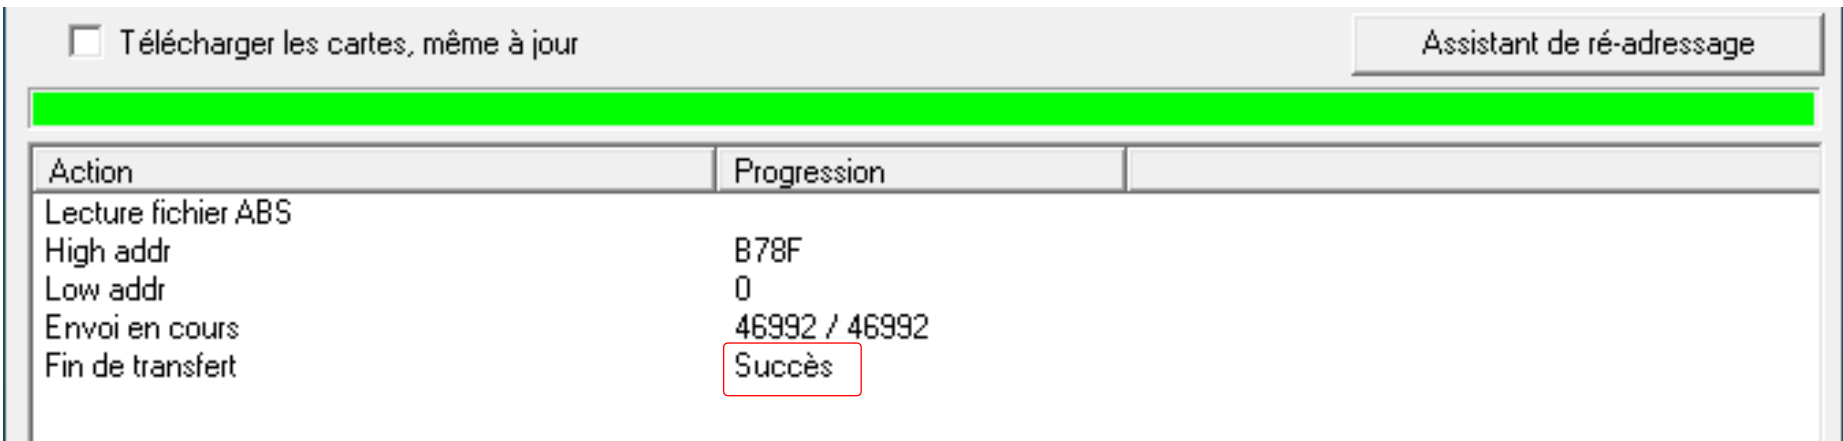 Télécharger les cartes, même à jour
Assistant de ré-adressage
Action Progression
Lecture fichier ABS
High addr B78F
Low addr 0
Envoi en cours 46992 / 46992
Fin de transfert Succès